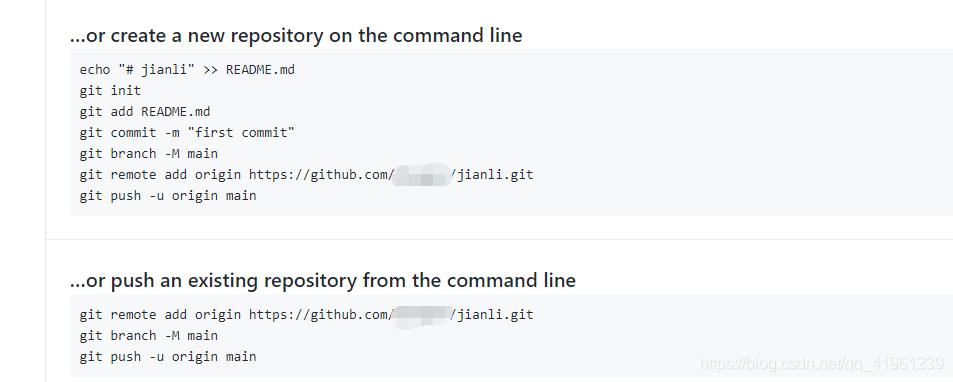 ...or create a new repository on the command line
echo "# jianli" >> README.md
git init
git add README.md
git commit -m "first commit"
git branch -M main
git remote add origin https://github.com/ /jianli.git
git push -u origin main
...or push an existing repository from the command line
git remote add origin https://github.com/ /jianli.git
git branch -M main
git push -u origin main
https://blog.csdn.net/qq_41961239